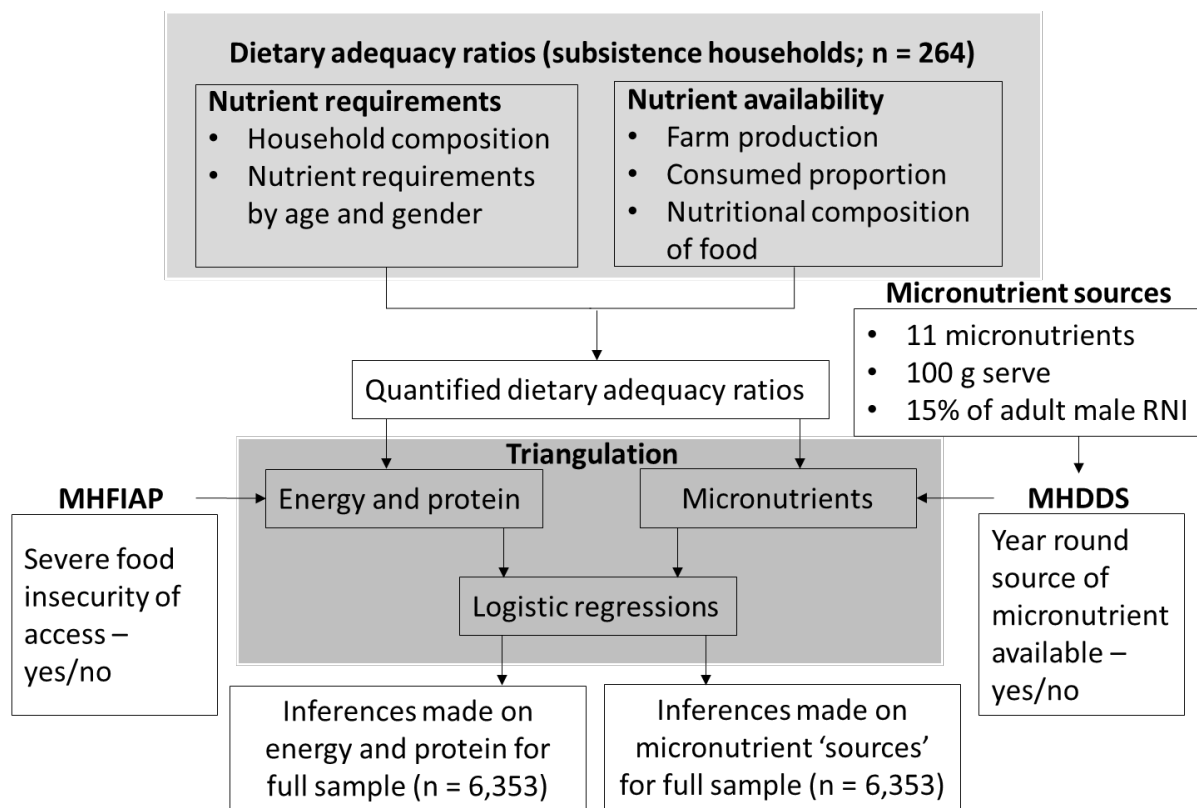 Dietary adequacy ratios (subsistence households; n = 264)
Nutrient requirements
• Household composition
• Nutrient requirements
by age and gender
Nutrient availability
• Farm production
• Consumed proportion
• Nutritional composition
of food
Micronutrient sources
• 11 micronutrients
• 100 g serve
• 15% of adult male RNI
Quantified dietary adequacy ratios
Triangulation
Energy and protein
Micronutrients
MHFIAP
Severe food
insecurity of
access –
yes/no
MHDDS
Year round
source of
micronutrient
available –
yes/no
Logistic regressions
Inferences made on
energy and protein for
full sample (n = 6,353)
Inferences made on
micronutrient ‘sources’
for full sample (n = 6,353)